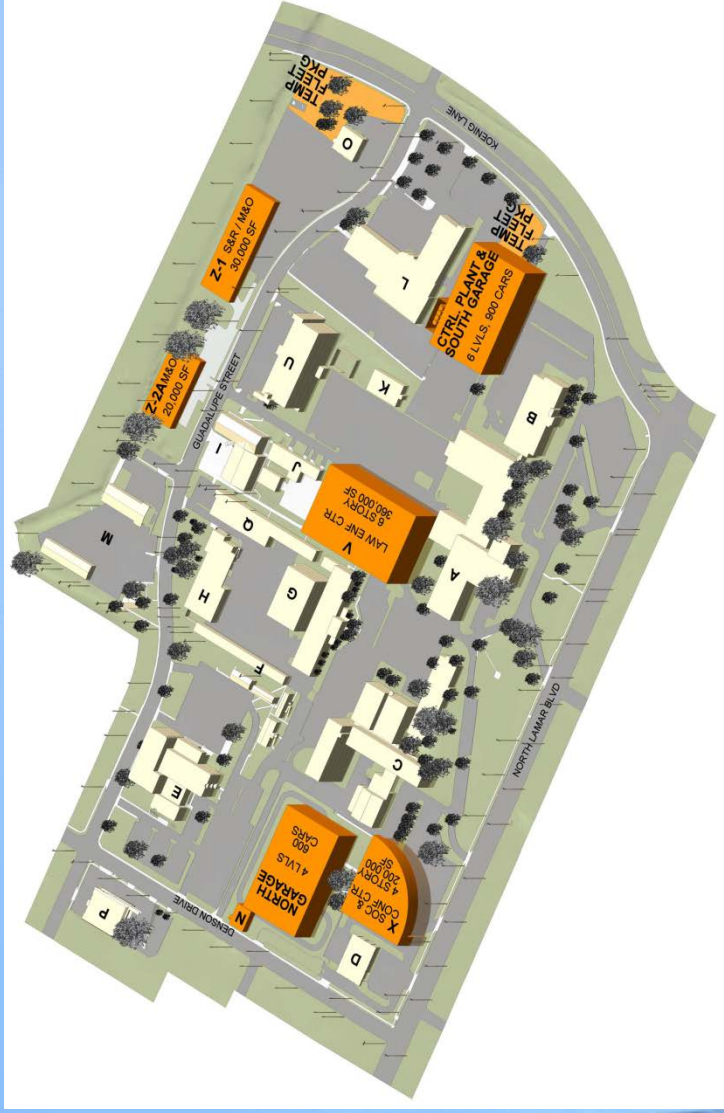 TEMP
FLEET
PKG
O
KOENIG LANE
Z-1 S&R / M&O
30,000 SF
TEMP
FLEET
PKG
L
CTRL. PLANT &
SOUTH GARAGE
6 LVLS, 900 CARS
Z-2A M&O
20,000 SF
GUADALUPE STREET
U
K
B
I
J
V
LAW ENF CTR
6 STORY
360,000 SF
M
Q
H
G
A
F
NORTH LAMAR BLVD
E
C
NORTH
GARAGE
4 LVLS
600
CARS
N
X
SOC &
CONF CTR
4 STORY
200,000
SF
P
DENSON DRIVE
D